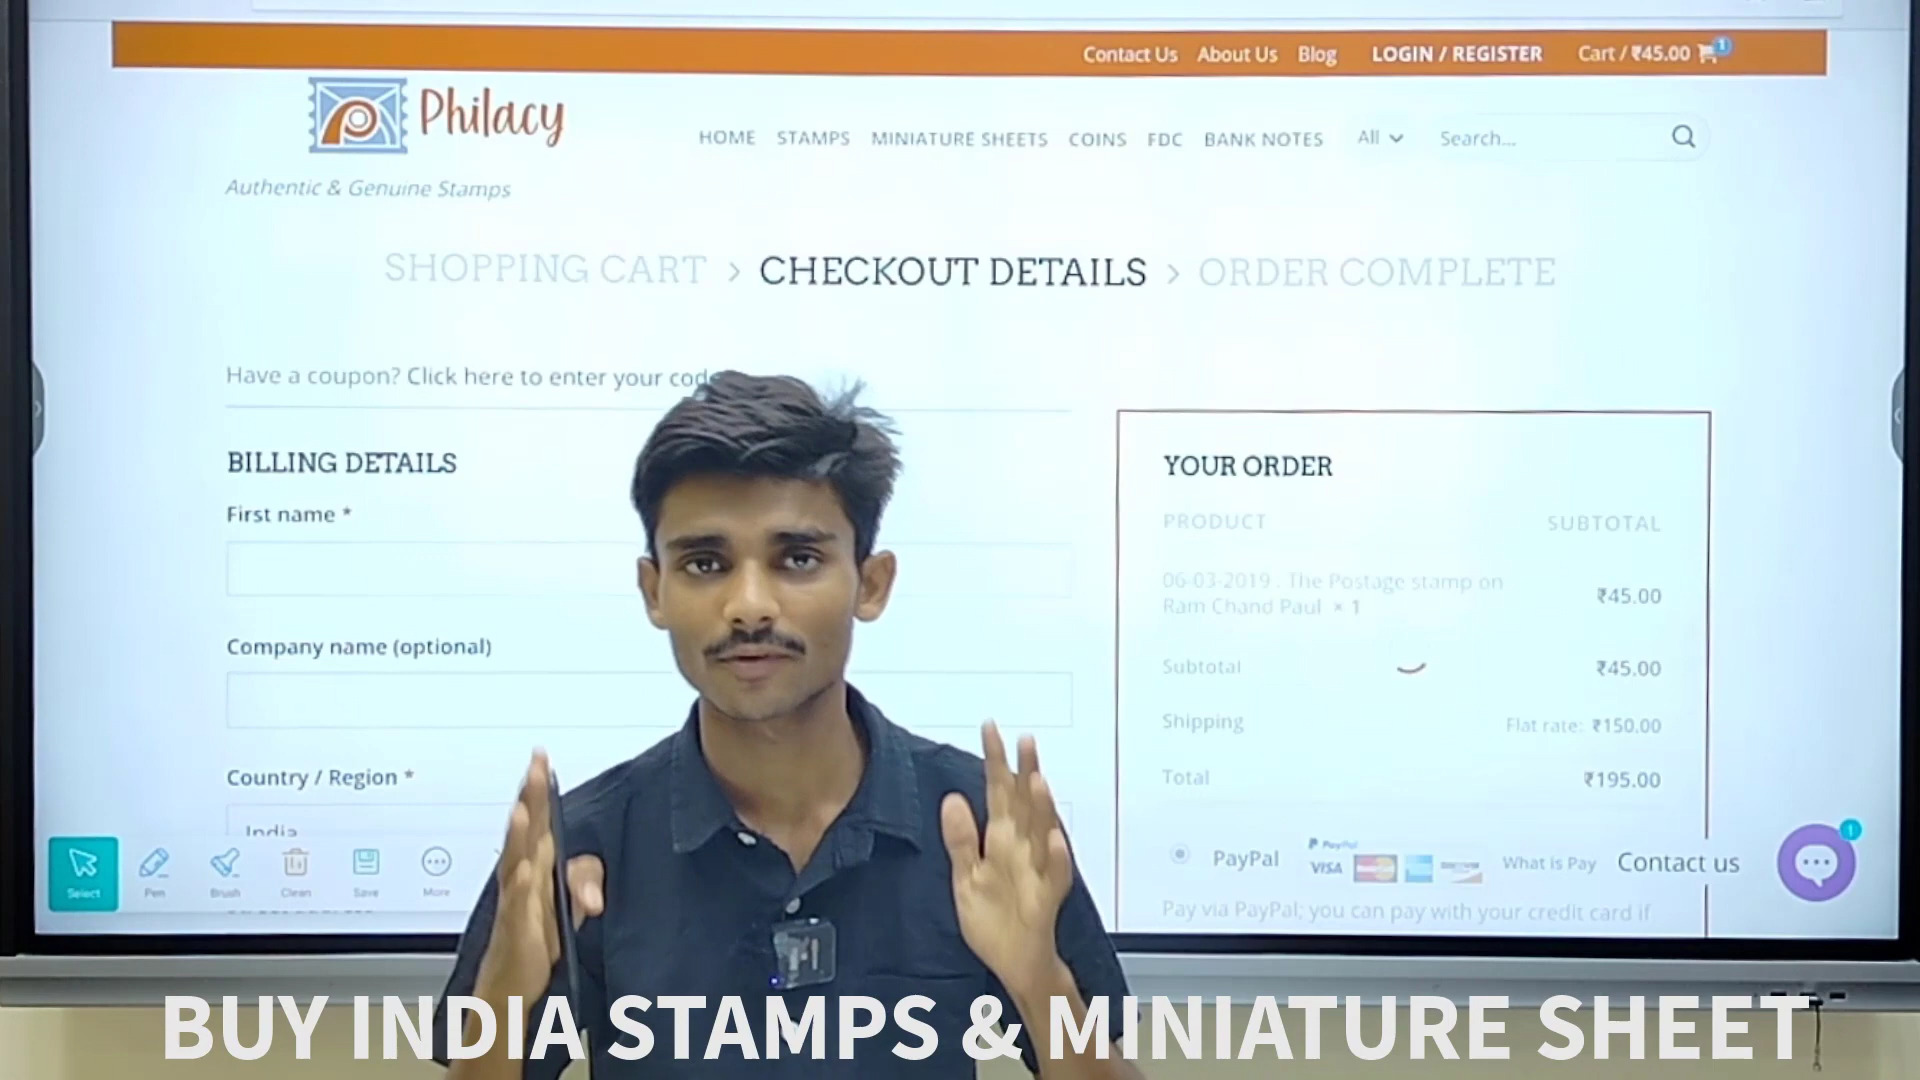 Contact Us About Us Blog LOGIN / REGISTER Cart / ₹45.00 1
Philacy
HOME STAMPS MINIATURE SHEETS COINS FDC BANK NOTES All Search...
Authentic & Genuine Stamps
SHOPPING CART > CHECKOUT DETAILS > ORDER COMPLETE
Have a coupon? Click here to enter your code
BILLING DETAILS
First name *
Company name (optional)
Country / Region *
India
YOUR ORDER
PRODUCT SUBTOTAL
06-03-2019 . The Postage stamp on
Ram Chand Paul × 1 ₹45.00
Subtotal ₹45.00
Shipping Flat rate: ₹150.00
Total ₹195.00
PayPal PayPal VISA What is Pay
Contact us 1
Pay via PayPal; you can pay with your credit card if
Select Pen Brush Clean Save More
BUY INDIA STAMPS & MINIATURE SHEET